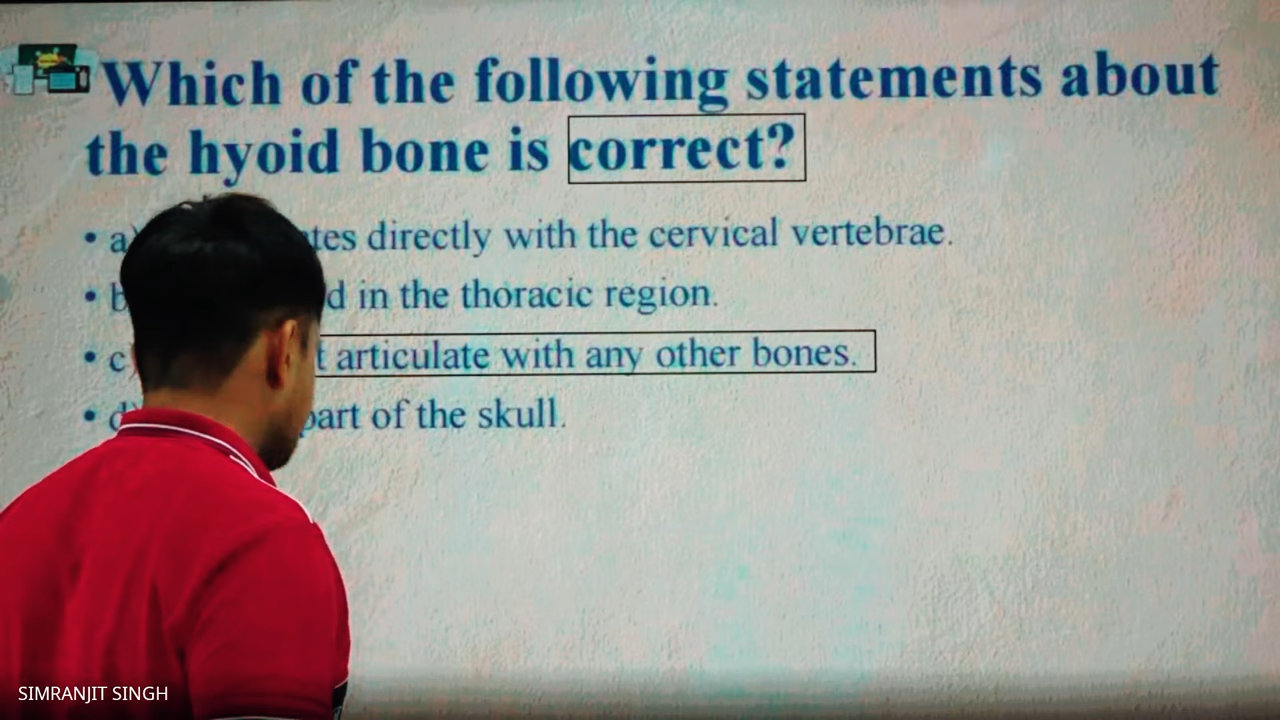 Which of the following statements about
the hyoid bone is correct?
• a) directly with the cervical vertebrae.
• in the thoracic region.
• c) articulate with any other bones.
• d) part of the skull.
SIMRANJIT SINGH